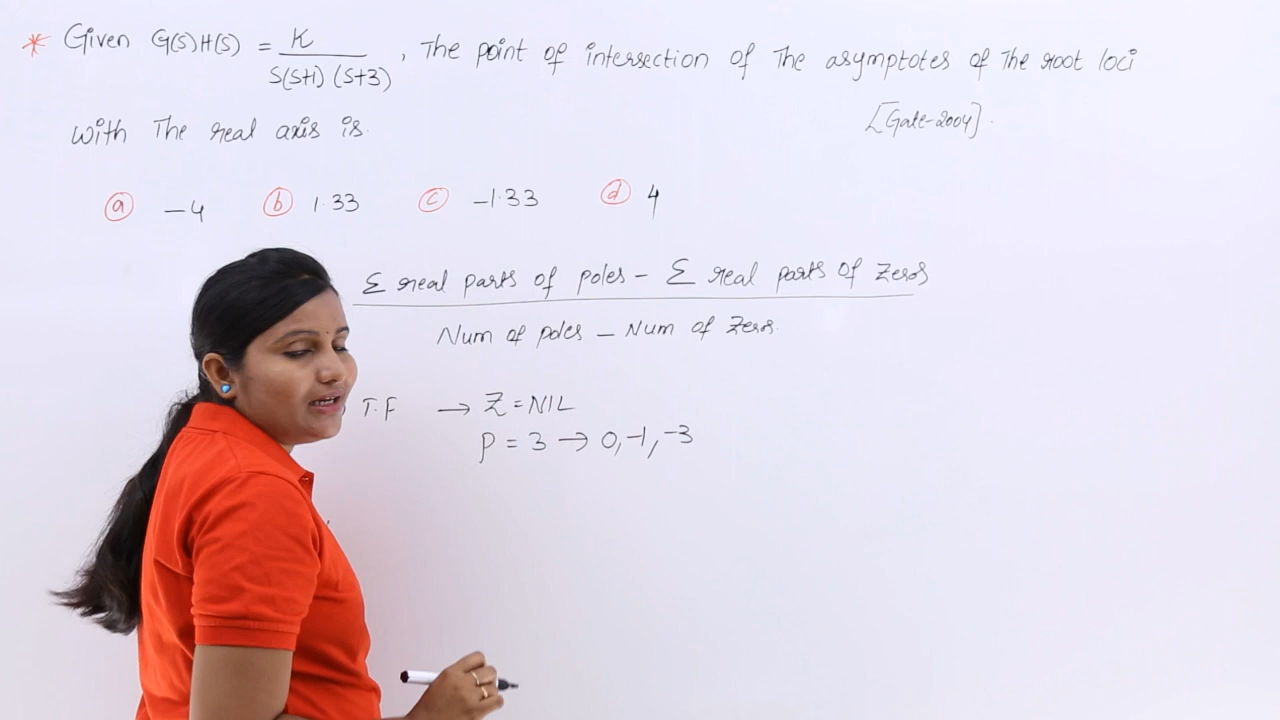 * Given G(S)H(S) = K / S(S+1)(S+3), The point of intersection of The asymptotes of The root loci
With The real axis is.
[Gate-2004].
a -4 b 1.33 c -1.33 d 4
Σ real parts of poles - Σ real parts of zeros
Num of poles - Num of zeros.
T.F → Z = NIL
P = 3 → 0, -1, -3